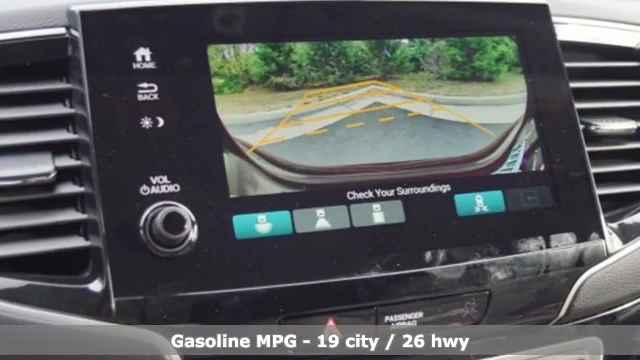 HOME
BACK
VOL
AUDIO
Check Your Surroundings
PASSENGER
AIRBAG
Gasoline MPG - 19 city / 26 hwy